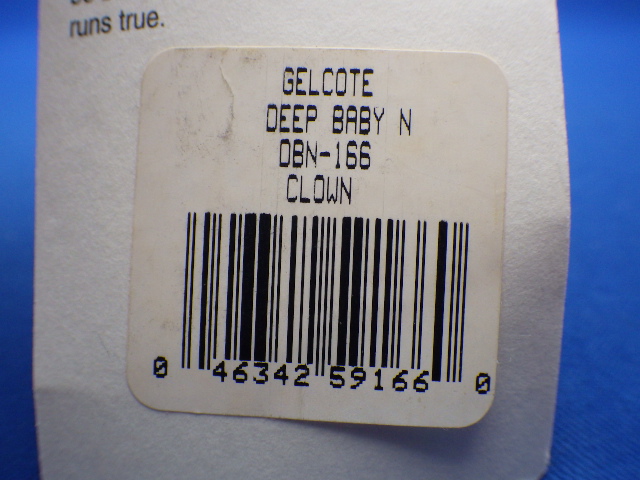 runs true.
GELCOTE
DEEP BABY N
DBN-166
CLOWN
0 46342 59166 0